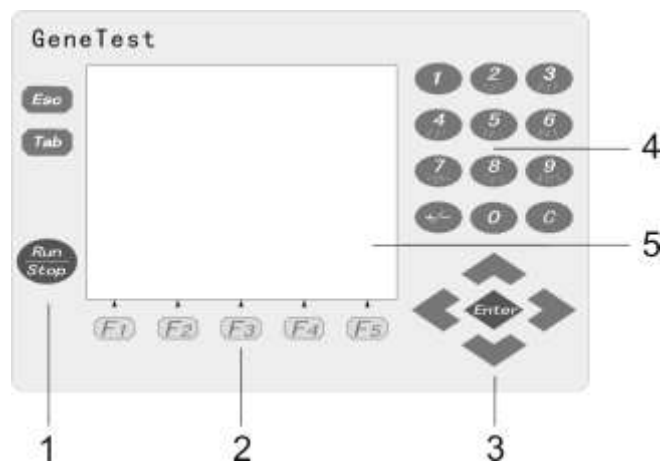 GeneTest
Esc
Tab
Run
Stop
1 2 3
4 5 6
7 8 9
+/- 0 C
Enter
F1 F2 F3 F4 F5
4
5
1 2 3